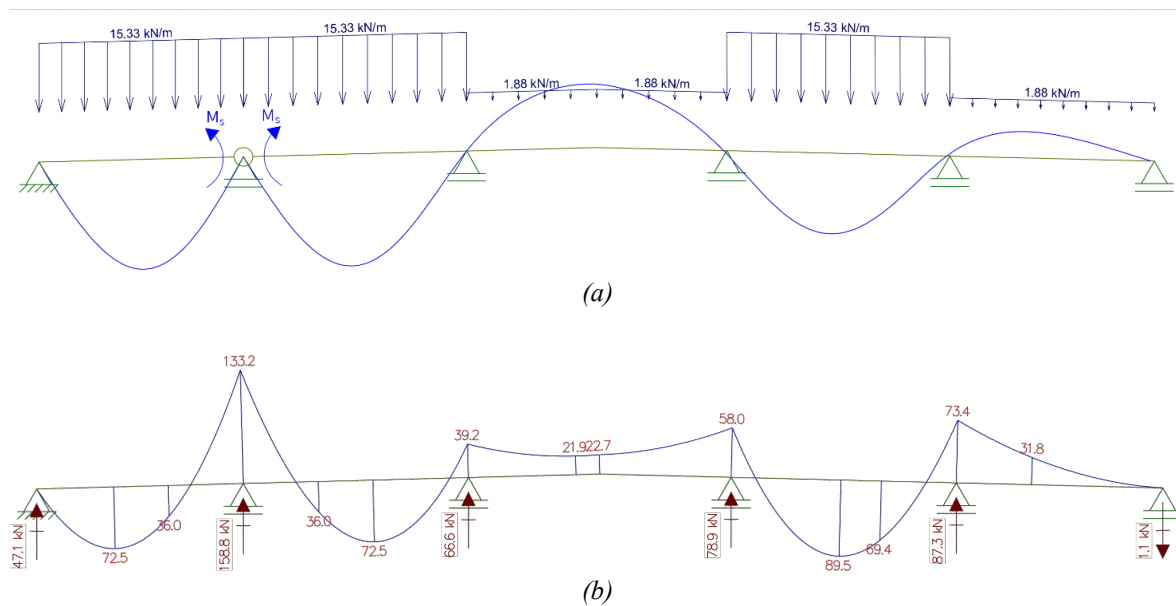 15.33 kN/m 15.33 kN/m 15.33 kN/m
1.88 kN/m 1.88 kN/m 1.88 kN/m
Ms Ms
(a)
133.2
39.2 21.9 22.7 58.0 73.4 31.8
36.0 36.0
72.5 72.5 89.5 69.4
47.1 kN 158.8 kN 66.6 kN 78.9 kN 87.3 kN 1.1 kN
(b)